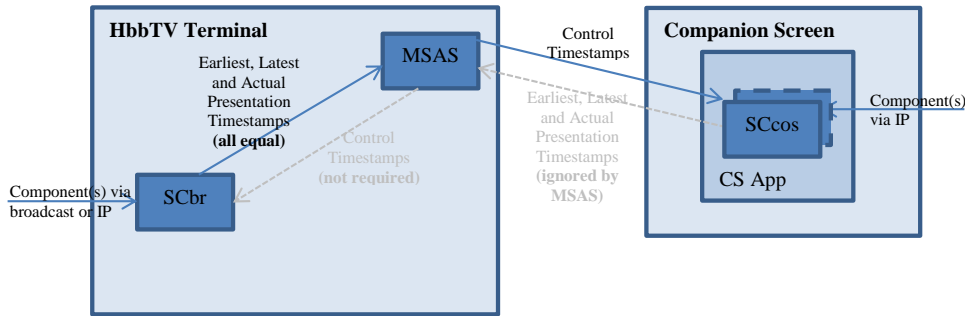 HbbTV Terminal
MSAS
Earliest, Latest
and Actual
Presentation
Timestamps
(all equal)
Control
Timestamps
(not required)
Component(s) via
broadcast or IP
SCbr
Control
Timestamps
Earliest, Latest
and Actual
Presentation
Timestamps
(ignored by
MSAS)
Companion Screen
SCcos
CS App
Component(s)
via IP